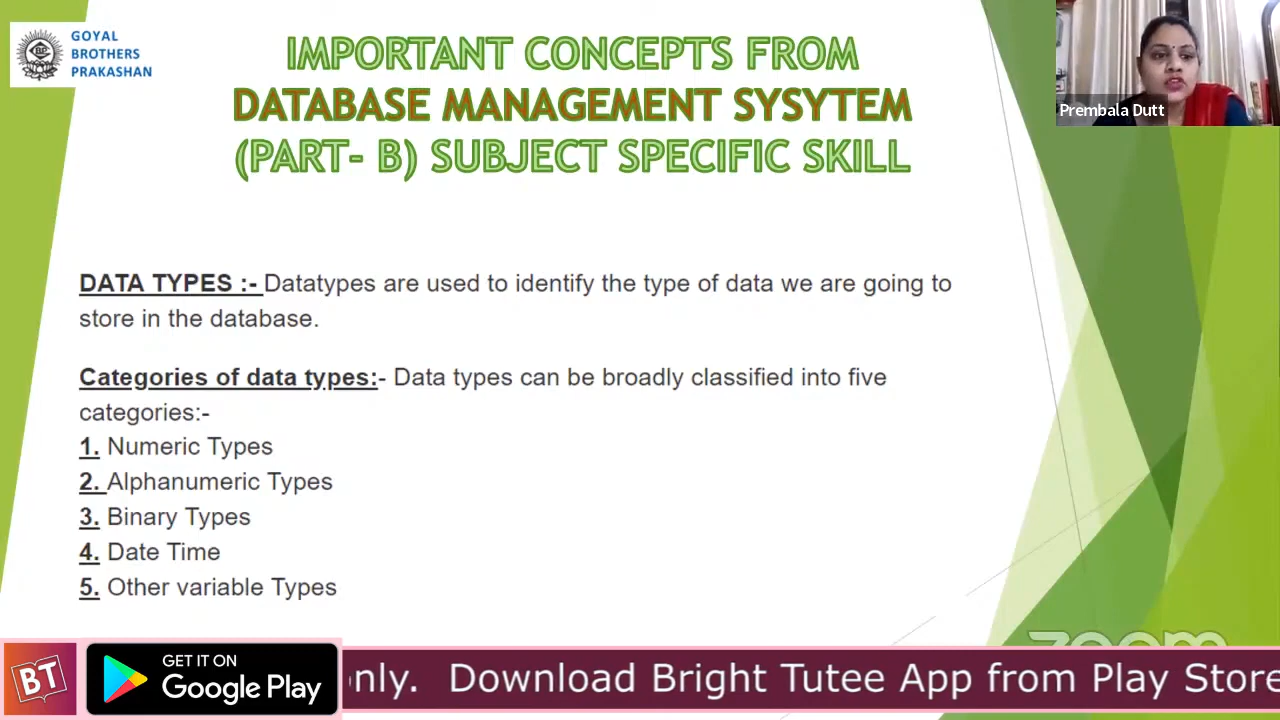 GOYAL
BROTHERS
PRAKASHAN
IMPORTANT CONCEPTS FROM
DATABASE MANAGEMENT SYSYTEM
(PART- B) SUBJECT SPECIFIC SKILL
Prembala Dutt
DATA TYPES :- Datatypes are used to identify the type of data we are going to
store in the database.
Categories of data types:- Data types can be broadly classified into five
categories:-
1. Numeric Types
2. Alphanumeric Types
3. Binary Types
4. Date Time
5. Other variable Types
zoom
BT
GET IT ON
Google Play
only. Download Bright Tutee App from Play Store